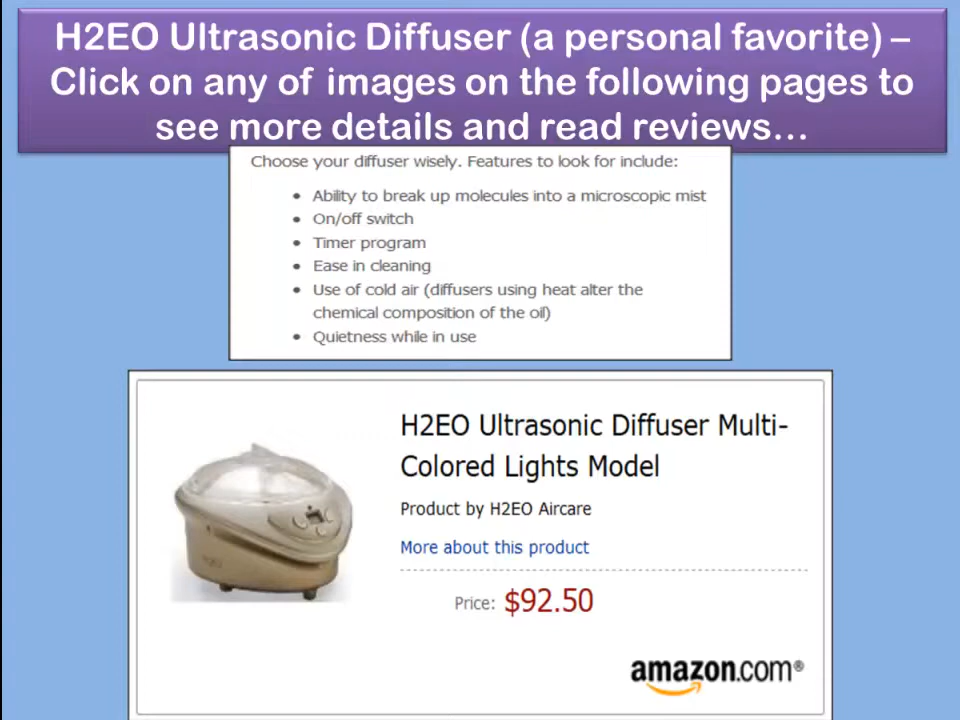 H2EO Ultrasonic Diffuser (a personal favorite) –
Click on any of images on the following pages to
see more details and read reviews…
Choose your diffuser wisely. Features to look for include:
• Ability to break up molecules into a microscopic mist
• On/off switch
• Timer program
• Ease in cleaning
• Use of cold air (diffusers using heat alter the
chemical composition of the oil)
• Quietness while in use
H2EO Ultrasonic Diffuser Multi-
Colored Lights Model
Product by H2EO Aircare
More about this product
Price: $92.50
amazon.com®